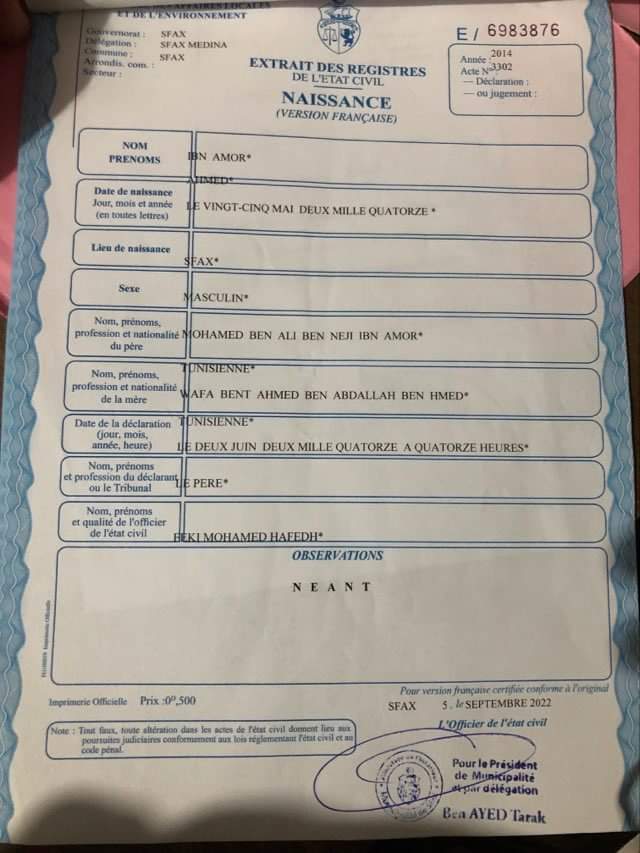 AFFAIRES LOCALES
ET DE L'ENVIRONNEMENT
Gouvernorat : SFAX
Délégation : SFAX MEDINA
Commune : SFAX
Arrondis. com. :
Secteur :
E / 6983876
Année : 2014
Acte N° : 3302
— Déclaration :
— ou jugement :
EXTRAIT DES REGISTRES
DE L'ETAT CIVIL
NAISSANCE
(VERSION FRANÇAISE)
NOM
PRENOMS
IBN AMOR*
AHMED*
Date de naissance
Jour, mois et année
(en toutes lettres)
LE VINGT-CINQ MAI DEUX MILLE QUATORZE *
Lieu de naissance
SFAX*
Sexe
MASCULIN*
Nom, prénoms,
profession et nationalité
du père
MOHAMED BEN ALI BEN NEJI IBN AMOR*
TUNISIENNE*
Nom, prénoms,
profession et nationalité
de la mère
WAFA BENT AHMED BEN ABDALLAH BEN HMED*
TUNISIENNE*
Date de la déclaration
(jour, mois,
année, heure)
LE DEUX JUIN DEUX MILLE QUATORZE A QUATORZE HEURES*
Nom, prénoms
et profession du déclarant
ou le Tribunal
LE PERE*
Nom, prénoms
et qualité de l'officier
de l'état civil
FEKI MOHAMED HAFEDH*
OBSERVATIONS
N E A N T
Imprimerie Officielle
Imprimerie Officielle Prix :0ᴰ,500
Pour version française certifiée conforme à l'original
SFAX 5 . le SEPTEMBRE 2022
L'Officier de l'état civil
Note : Tout faux, toute altération dans les actes de l'état civil donnent lieu aux
poursuites judiciaires conformement aux lois réglementant l'état civil et au
code pénal.
Pour le Président
de Municipalité
et par délégation
Ben AYED Tarak